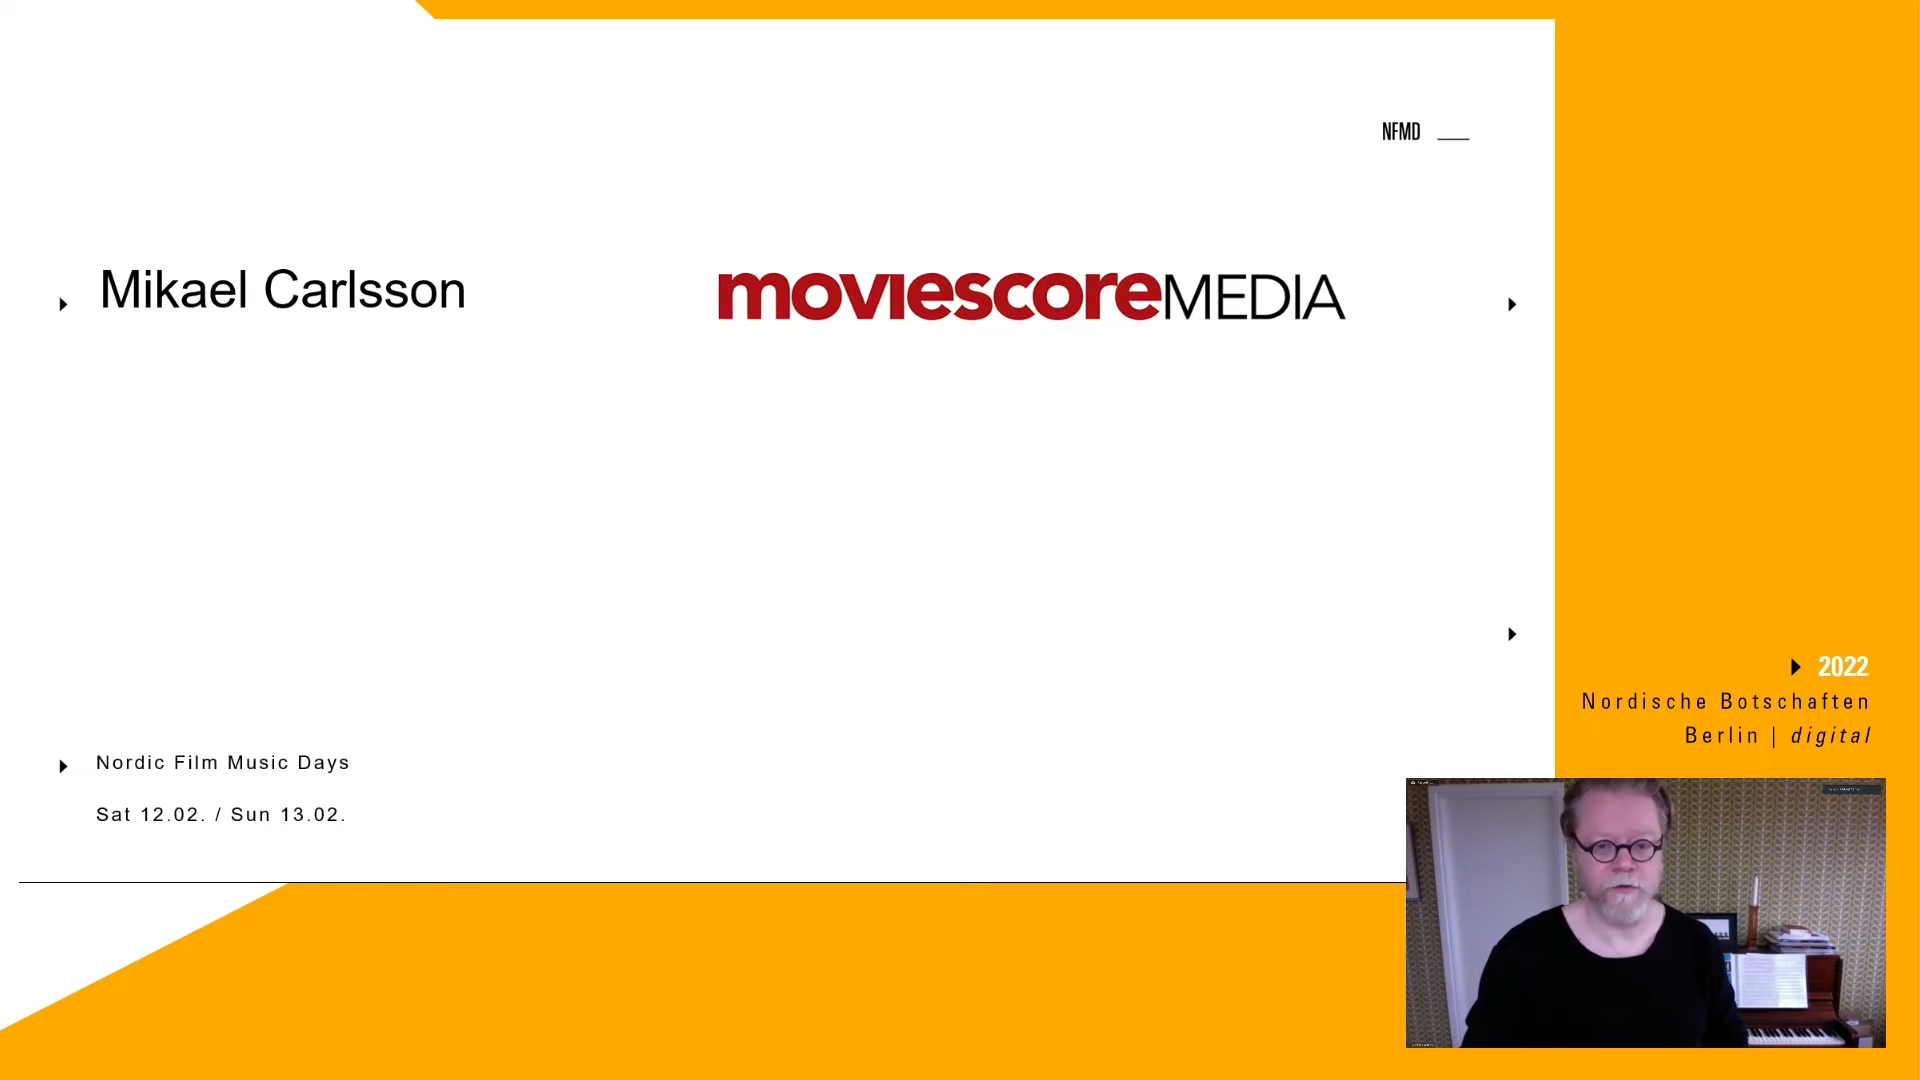 NFMD
Mikael Carlsson
moviescoreMEDIA
2022
Nordische Botschaften
Berlin | digital
Nordic Film Music Days
Sat 12.02. / Sun 13.02.